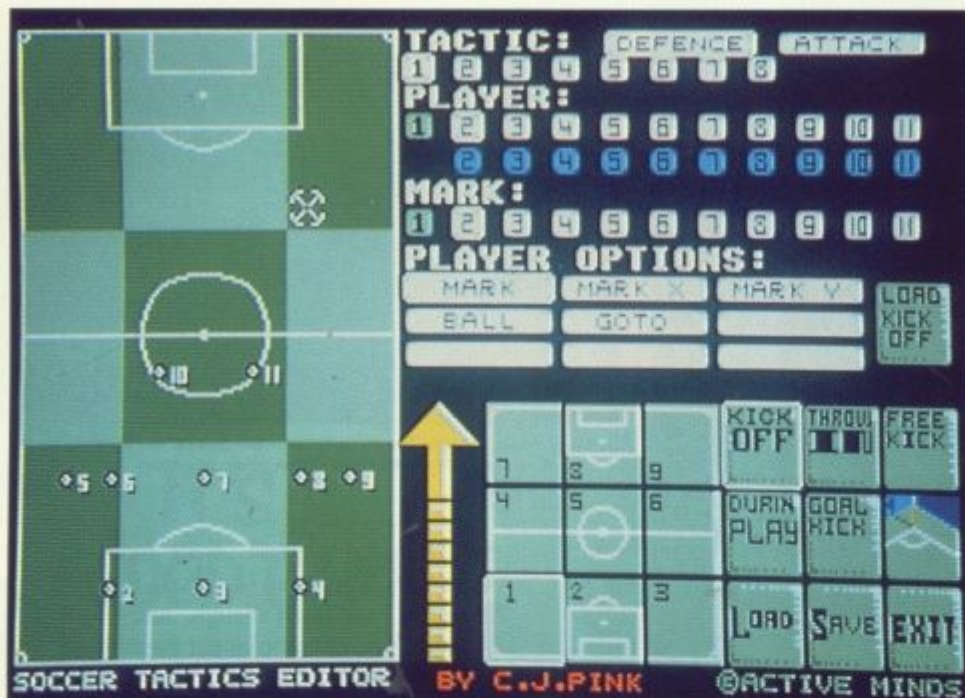 TACTIC: DEFENCE ATTACK
1 2 3 4 5 6 7 8
PLAYER:
1 2 3 4 5 6 7 8 9 10 11
2 3 4 5 6 7 8 9 10 11
MARK:
1 2 3 4 5 6 7 8 9 10 11
PLAYER OPTIONS:
MARK MARK X MARK Y
BALL GOTO
LOAD
KICK
OFF
10 11
5 6 7 8 9
2 3 4
7 8 9
4 5 6
1 2 3
KICK
OFF
THROW
IN
FREE
KICK
DURIN
PLAY
GOAL
KICK
LOAD
SAVE
EXIT
SOCCER TACTICS EDITOR BY C.J.PINK ©ACTIVE MINDS